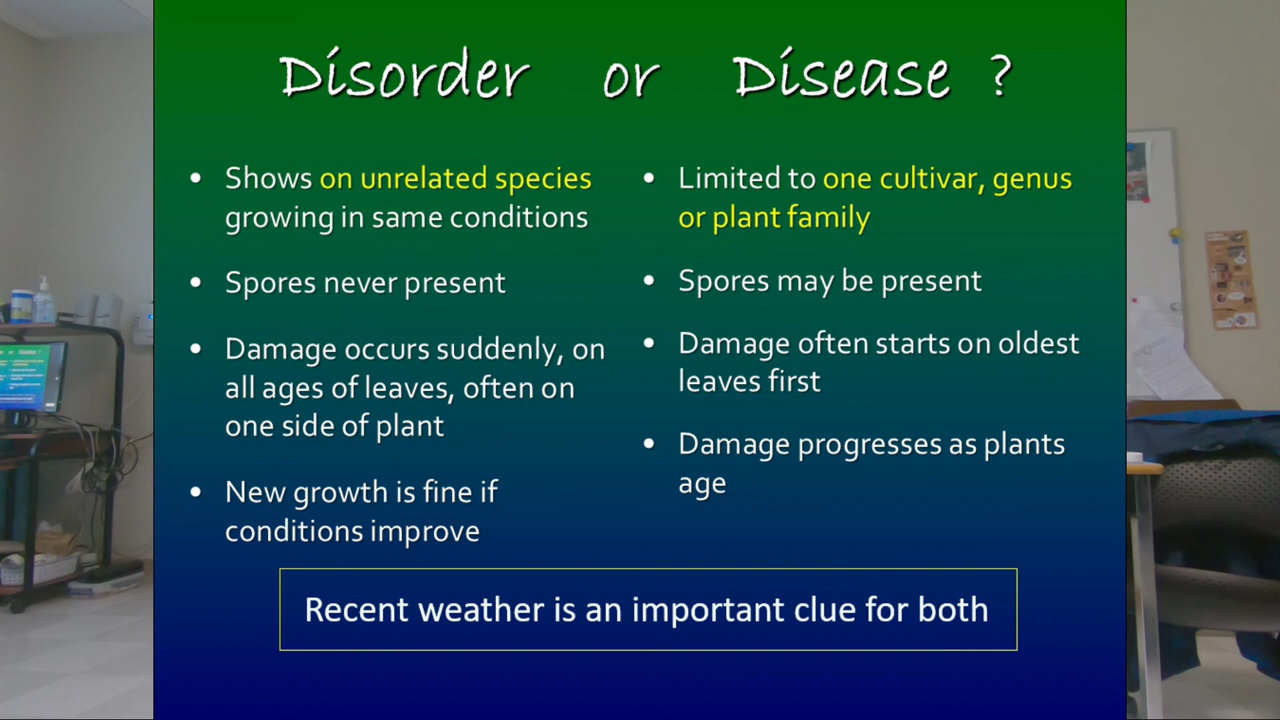 Disorder or Disease ?
• Shows on unrelated species
growing in same conditions
• Spores never present
• Damage occurs suddenly, on
all ages of leaves, often on
one side of plant
• New growth is fine if
conditions improve
• Limited to one cultivar, genus
or plant family
• Spores may be present
• Damage often starts on oldest
leaves first
• Damage progresses as plants
age
Recent weather is an important clue for both